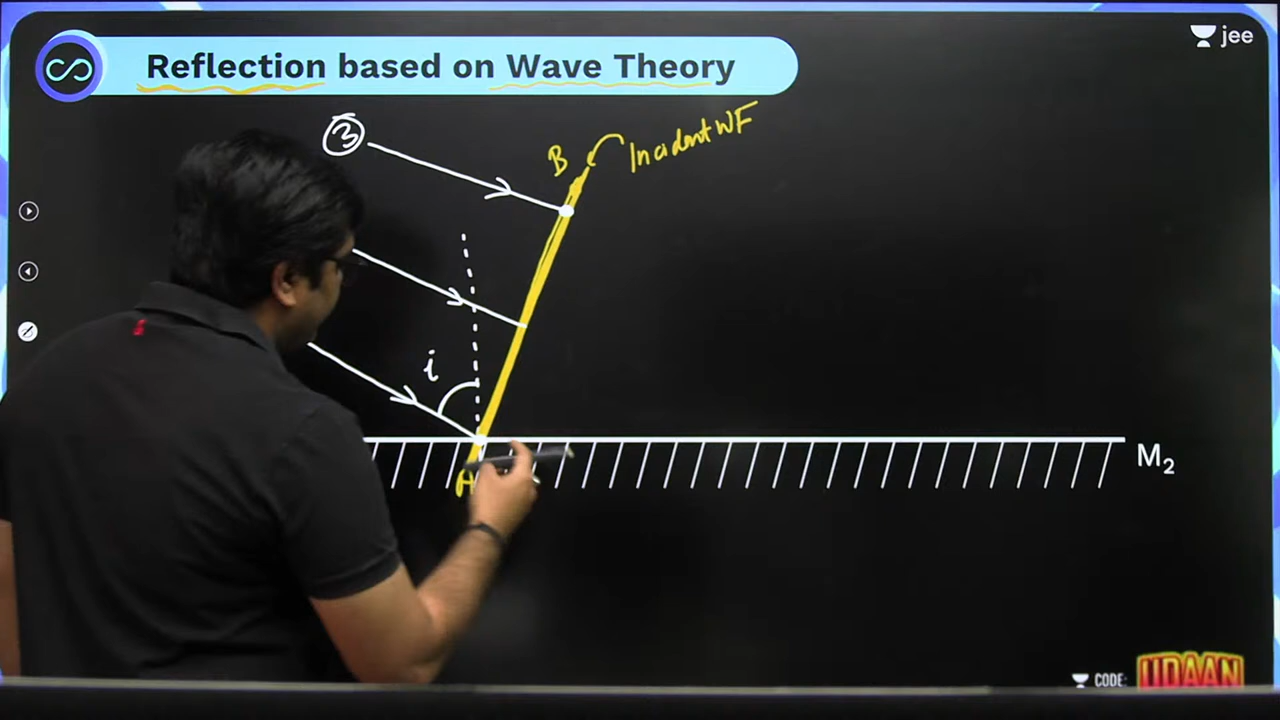 jee
Reflection based on Wave Theory
3
B
Incident WF
i
M₂
A
CODE:
UDAAN